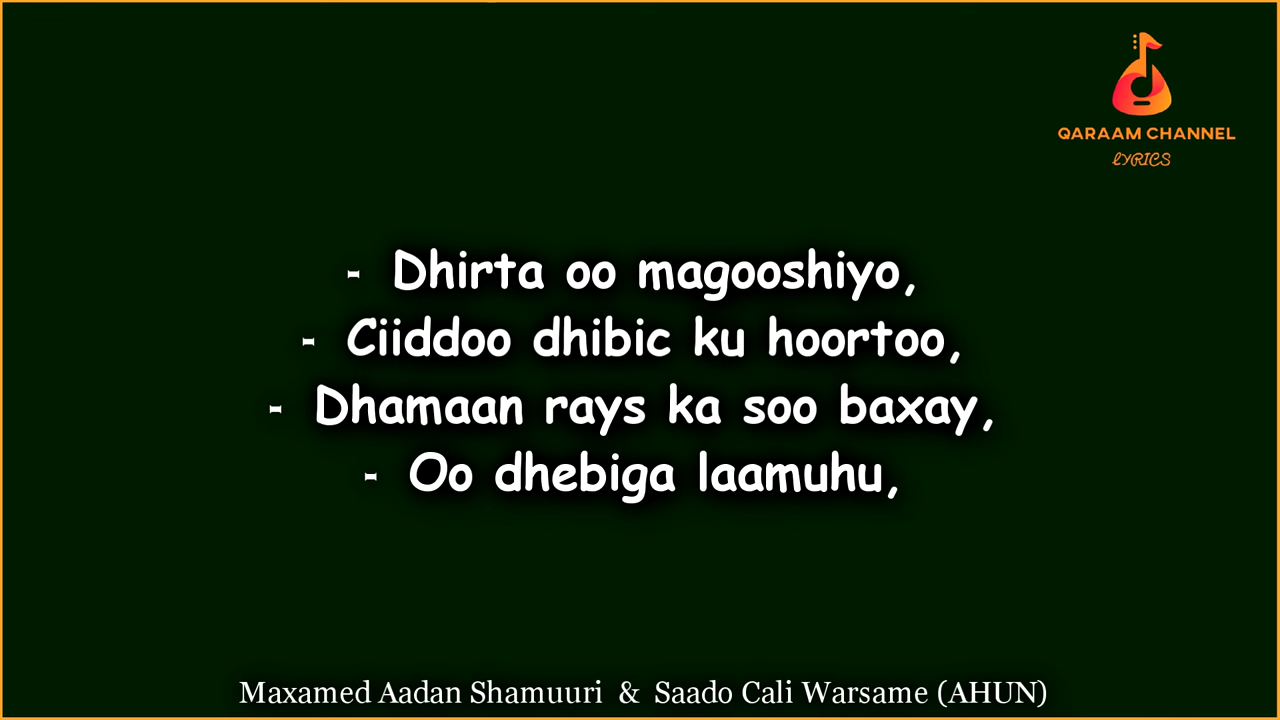 QARAAM CHANNEL
LYRICS
- Dhirta oo magooshiyo,
- Ciiddoo dhibic ku hoortoo,
- Dhamaan rays ka soo baxay,
- Oo dhebiga laamuhu,
Maxamed Aadan Shamuuri & Saado Cali Warsame (AHUN)